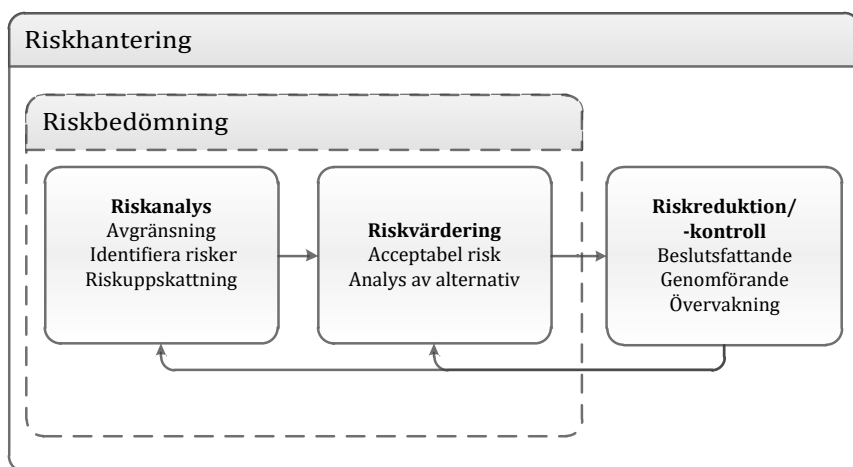 Riskhantering
Riskbedömning
Riskanalys
Avgränsning
Identifiera risker
Riskuppskattning
Riskvärdering
Acceptabel risk
Analys av alternativ
Riskreduktion/
-kontroll
Beslutsfattande
Genomförande
Övervakning